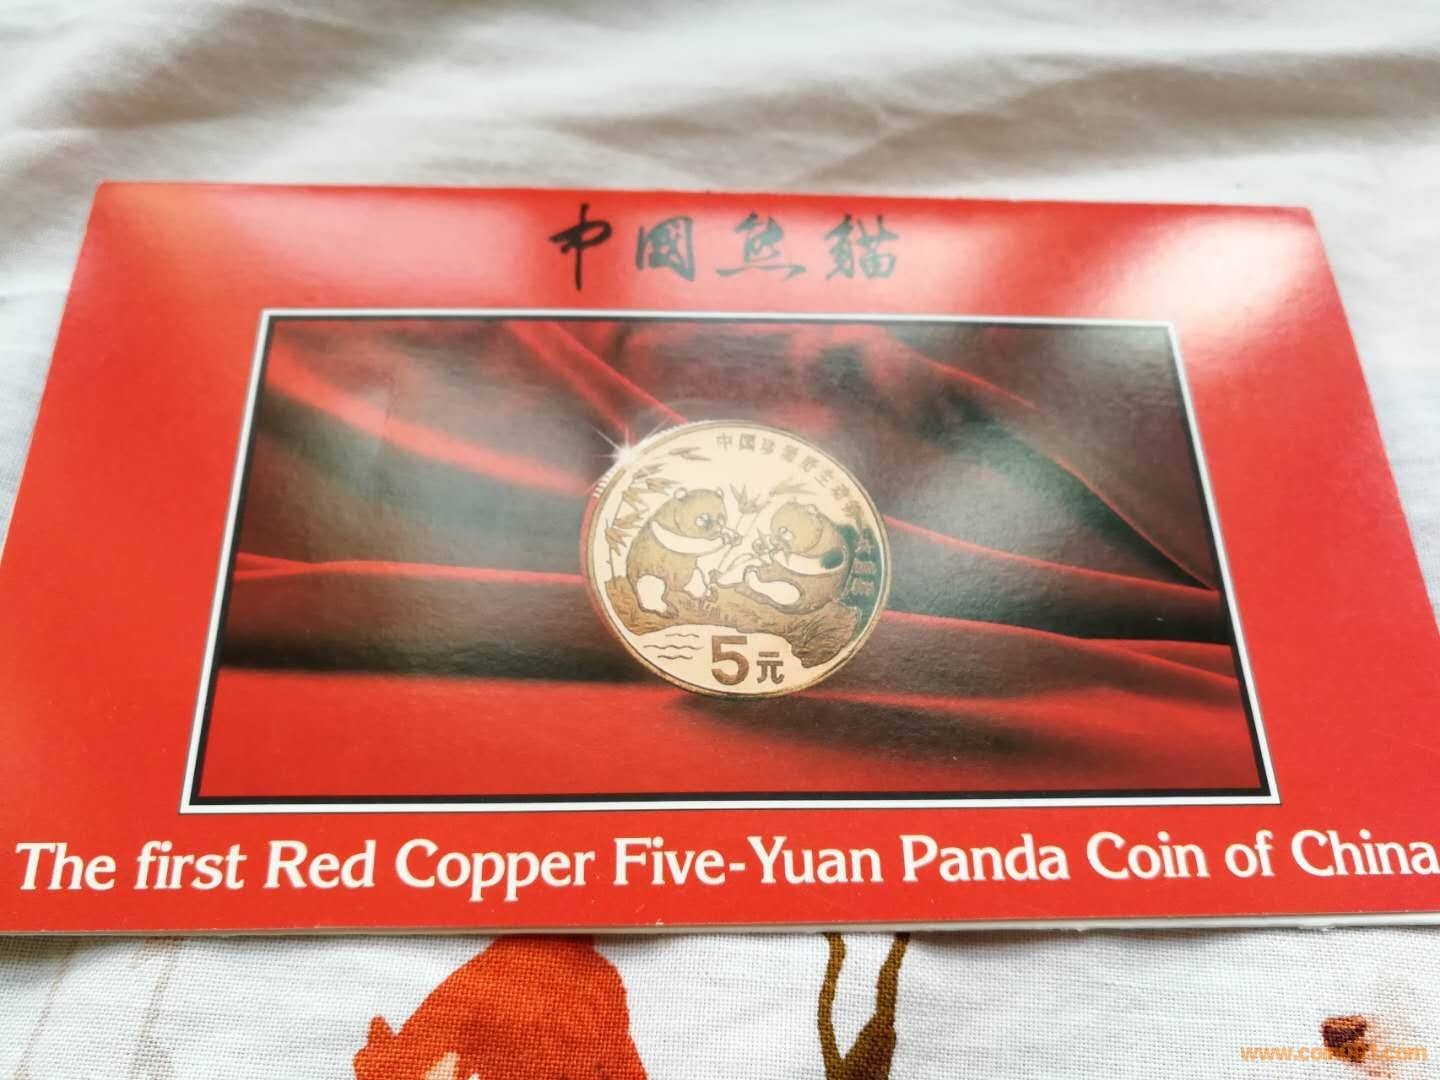 中國熊貓
中国珍稀野生动物
5元
The first Red Copper Five-Yuan Panda Coin of China